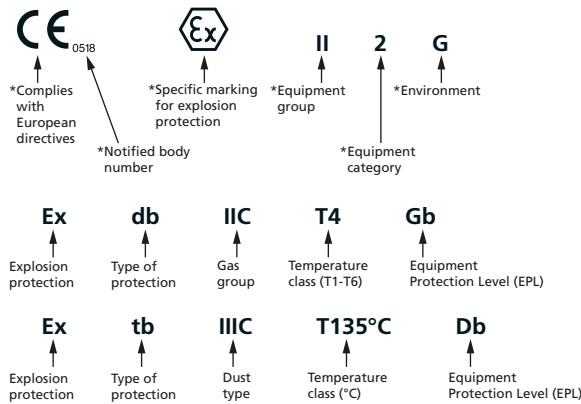 CE 0518 Ex II 2 G
*Complies with European directives
*Notified body number
*Specific marking for explosion protection
*Equipment group
*Equipment category
*Environment
Ex db IIC T4 Gb
Explosion protection
Type of protection
Gas group
Temperature class (T1-T6)
Equipment Protection Level (EPL)
Ex tb IIIC T135°C Db
Explosion protection
Type of protection
Dust type
Temperature class (°C)
Equipment Protection Level (EPL)